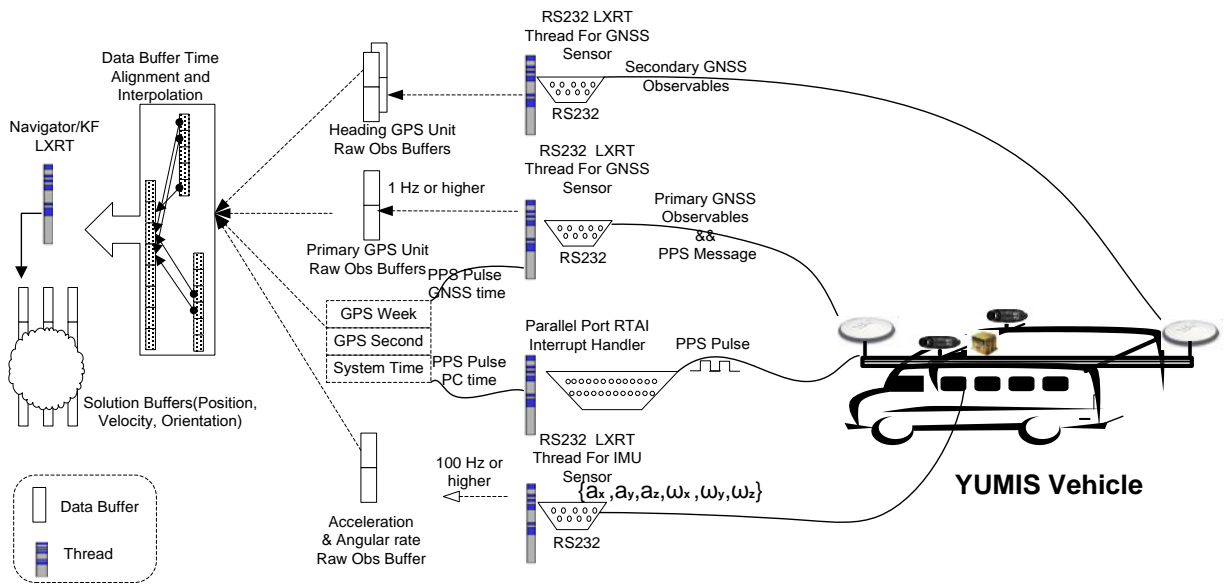 RS232 LXRT
Thread For GNSS
Sensor
Secondary GNSS
Observables
RS232
Data Buffer Time
Alignment and
Interpolation
Navigator/KF
LXRT
Heading GPS Unit
Raw Obs Buffers
RS232 LXRT
Thread For GNSS
Sensor
1 Hz or higher
Primary GNSS
Observables
&&
PPS Message
RS232
Primary GPS Unit
Raw Obs Buffers
PPS Pulse
GNSS time
GPS Week
GPS Second
System Time
PPS Pulse
PC time
Parallel Port RTAI
Interrupt Handler
PPS Pulse
Solution Buffers(Position,
Velocity, Orientation)
RS232 LXRT
Thread For IMU
Sensor
100 Hz or
higher
{ax,ay,az,ωx,ωy,ωz}
RS232
Acceleration
& Angular rate
Raw Obs Buffer
YUMIS Vehicle
Data Buffer
Thread